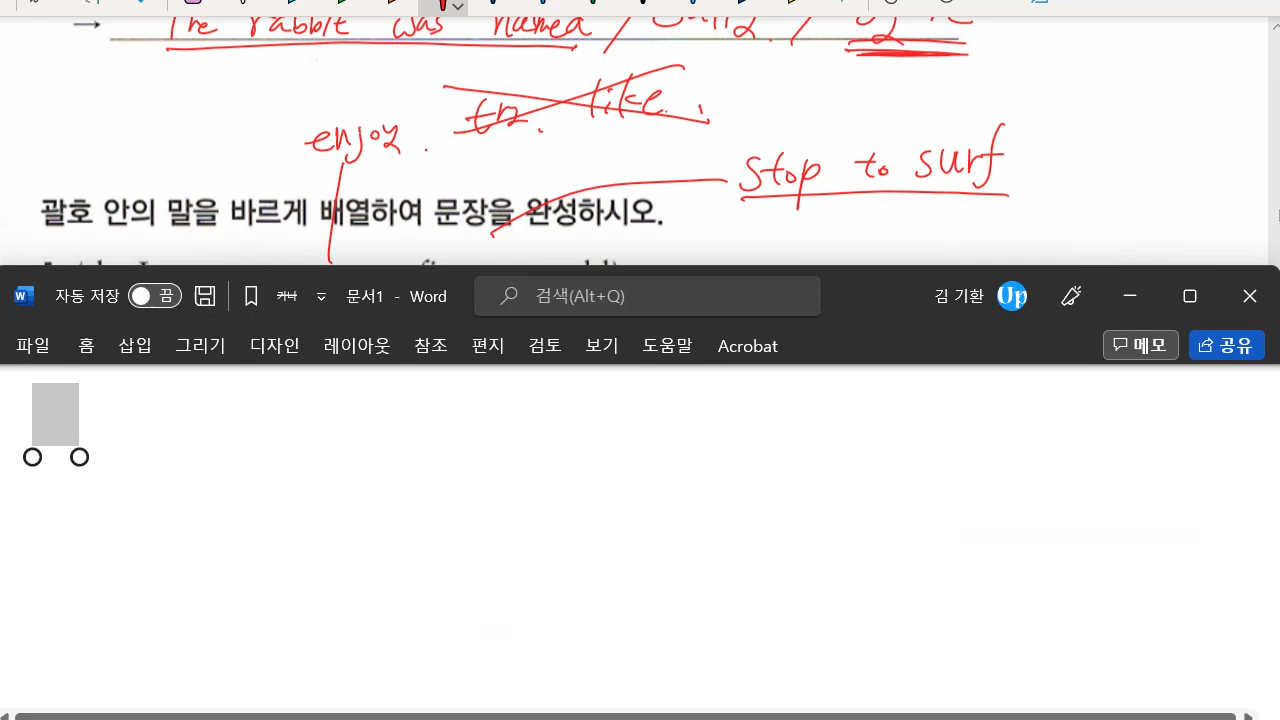 → The rabbit was named /
try. like.
enjoy.
stop to surf
괄호 안의 말을 바르게 배열하여 문장을 완성하시오.
자동 저장 끔 문서1 - Word 검색(Alt+Q) 김 기환 Up
파일 홈 삽입 그리기 디자인 레이아웃 참조 편지 검토 보기 도움말 Acrobat 메모 공유